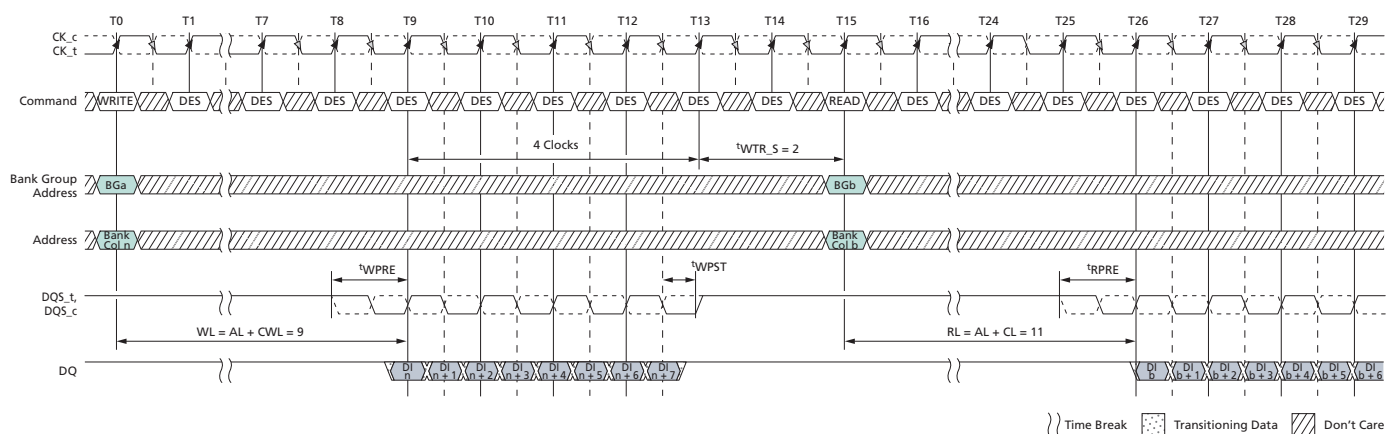 T0 T1 T7 T8 T9 T10 T11 T12 T13 T14 T15 T16 T24 T25 T26 T27 T28 T29
CK_c
CK_t
Command WRITE DES DES DES DES DES DES DES DES DES READ DES DES DES DES DES DES DES
4 Clocks tWTR_S = 2
Bank Group
Address
BGa BGb
Address
Bank
Col n
Bank
Col b
tWPRE tWPST tRPRE
DQS_t,
DQS_c
WL = AL + CWL = 9 RL = AL + CL = 11
DQ
DI
n
DI
n + 1
DI
n + 2
DI
n + 3
DI
n + 4
DI
n + 5
DI
n + 6
DI
n + 7
DI
b
DI
b + 1
DI
b + 2
DI
b + 3
DI
b + 4
DI
b + 5
DI
b + 6
Time Break Transitioning Data Don't Care